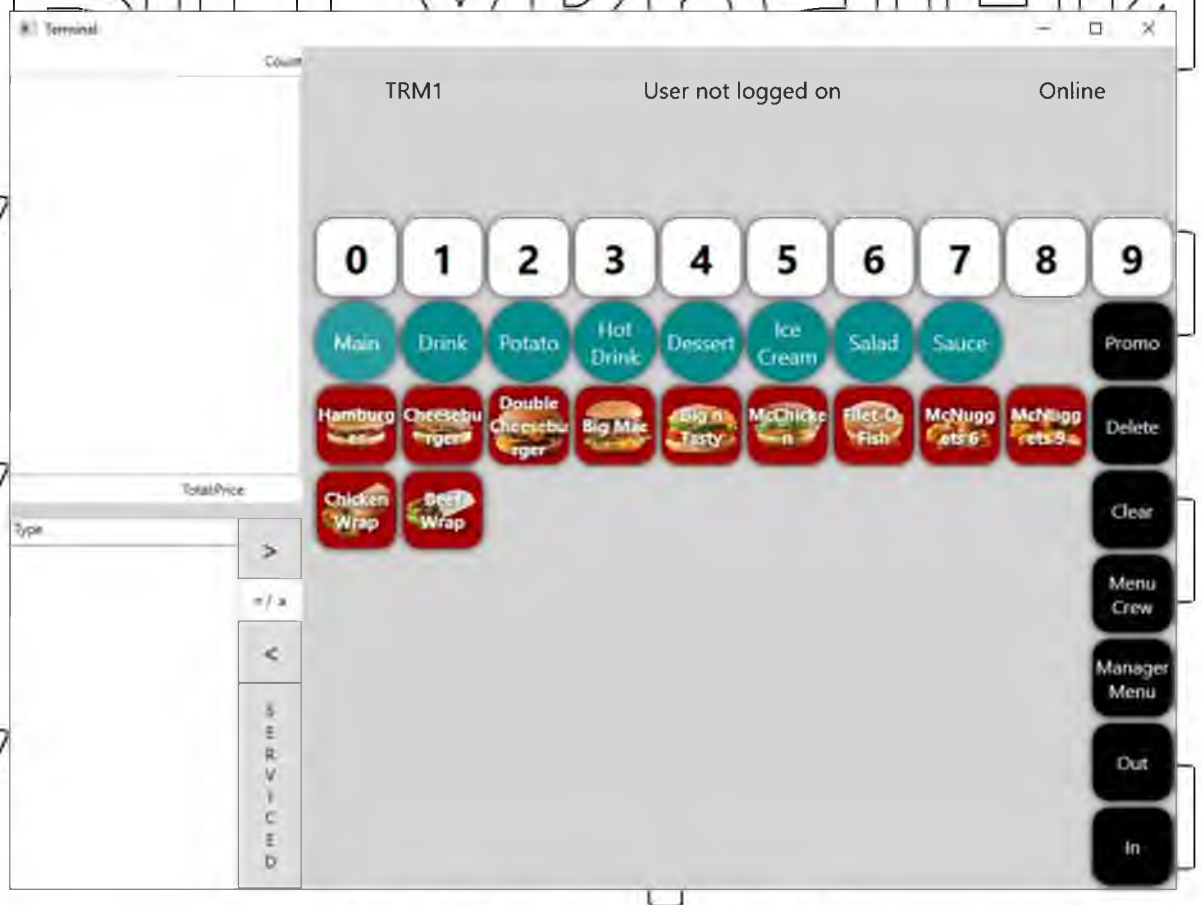 Terminal
Count
TRM1
User not logged on
Online
0 1 2 3 4 5 6 7 8 9
Main
Drink
Potato
Hot
Drink
Dessert
Ice
Cream
Salad
Sauce
Promo
Hamburg
er
Cheesebu
rger
Double
Cheesebu
rger
Big Mac
Big n
Tasty
McChicke
n
Filet-O-
Fish
McNugg
ets 6
McNugg
ets 9
Delete
Chicken
Wrap
Beef
Wrap
Clear
TotalPrice
Type
>
<
S
E
R
V
I
C
E
D
Menu
Crew
Manager
Menu
Out
In